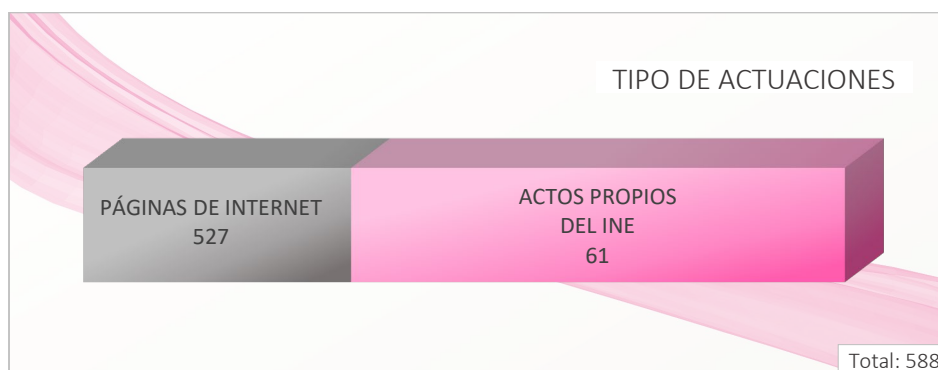 TIPO DE ACTUACIONES
PÁGINAS DE INTERNET
527
ACTOS PROPIOS
DEL INE
61
Total: 588